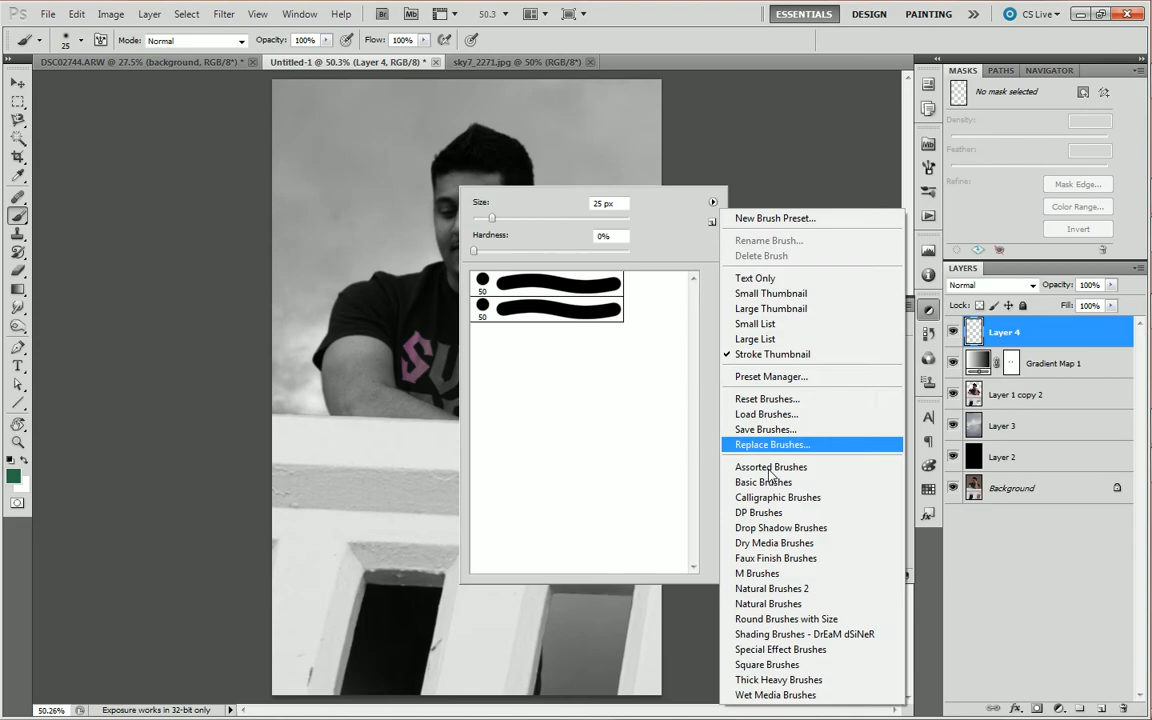 Ps File Edit Image Layer Select Filter View Window Help Br Mb 50.3 ESSENTIALS DESIGN PAINTING CS Live
25 Mode: Normal Opacity: 100% Flow: 100%
DSC02744.ARW @ 27.5% (background, RGB/8*) * Untitled-1 @ 50.3% (Layer 4, RGB/8) * sky7_2271.jpg @ 50% (RGB/8*)
MASKS PATHS NAVIGATOR
No mask selected
Density:
Feather:
Refine: Mask Edge...
Color Range...
Invert
Size: 25 px
Hardness: 0%
50
50
New Brush Preset...
Rename Brush...
Delete Brush
Text Only
Small Thumbnail
Large Thumbnail
Small List
Large List
Stroke Thumbnail
Preset Manager...
Reset Brushes...
Load Brushes...
Save Brushes...
Replace Brushes...
Assorted Brushes
Basic Brushes
Calligraphic Brushes
DP Brushes
Drop Shadow Brushes
Dry Media Brushes
Faux Finish Brushes
M Brushes
Natural Brushes 2
Natural Brushes
Round Brushes with Size
Shading Brushes - DrEaM dSiNeR
Special Effect Brushes
Square Brushes
Thick Heavy Brushes
Wet Media Brushes
LAYERS
Normal Opacity: 100%
Lock: Fill: 100%
Layer 4
Gradient Map 1
Layer 1 copy 2
Layer 3
Layer 2
Background
50.26% Exposure works in 32-bit only